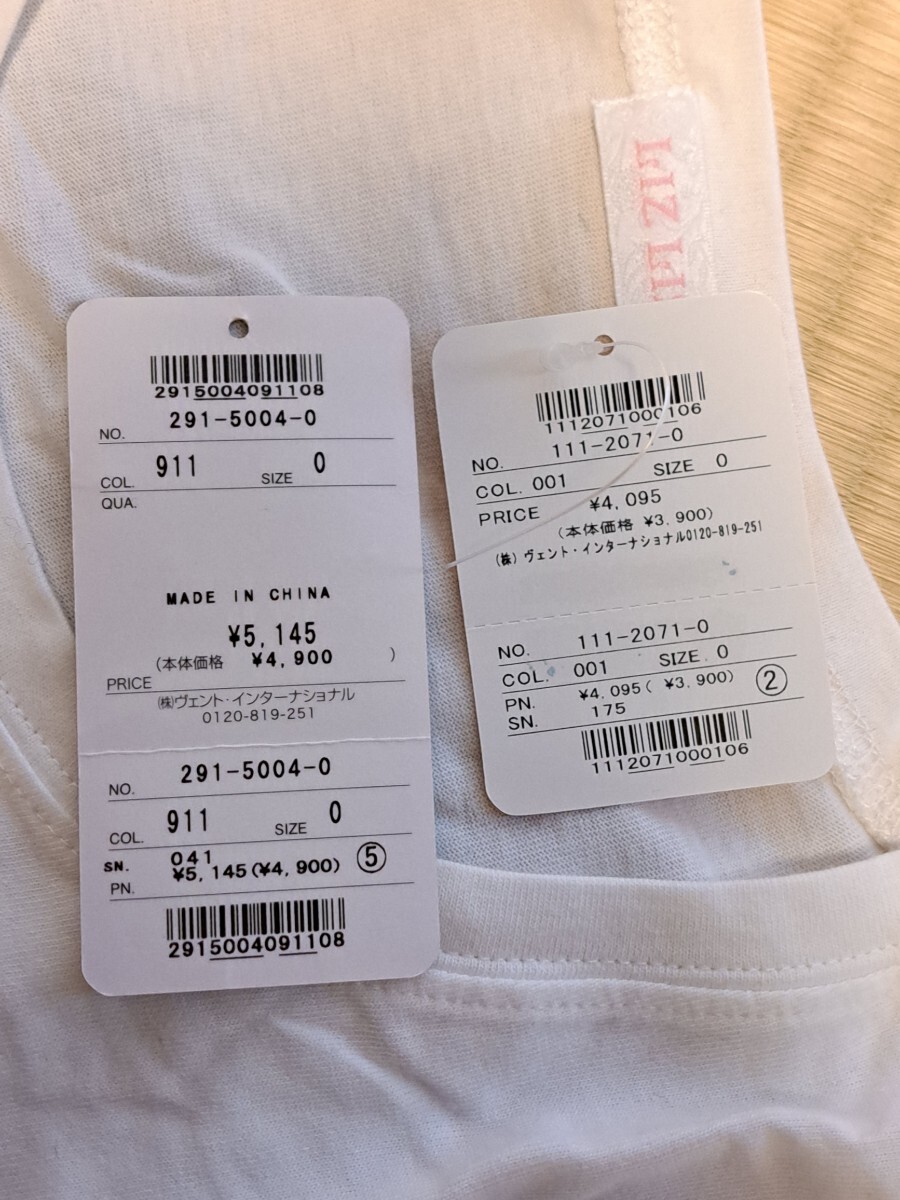 2915004091108
NO. 291-5004-0
COL. 911 SIZE 0
QUA.
MADE IN CHINA
¥5,145
(本体価格 ¥4,900 )
PRICE
㈱ヴェント・インターナショナル
0120-819-251
NO. 291-5004-0
COL. 911 SIZE 0
SN. 041
PN. ¥5,145(¥4,900) ⑤
2915004091108
1112071000106
NO. 111-2071-0
COL. 001 SIZE 0
PRICE ¥4,095
(本体価格 ¥3,900)
(株) ヴェント・インターナショナル0120-819-251
NO. 111-2071-0
COL. 001 SIZE 0
PN. ¥4,095( ¥3,900) ②
SN. 175
1112071000106
LIZ LI